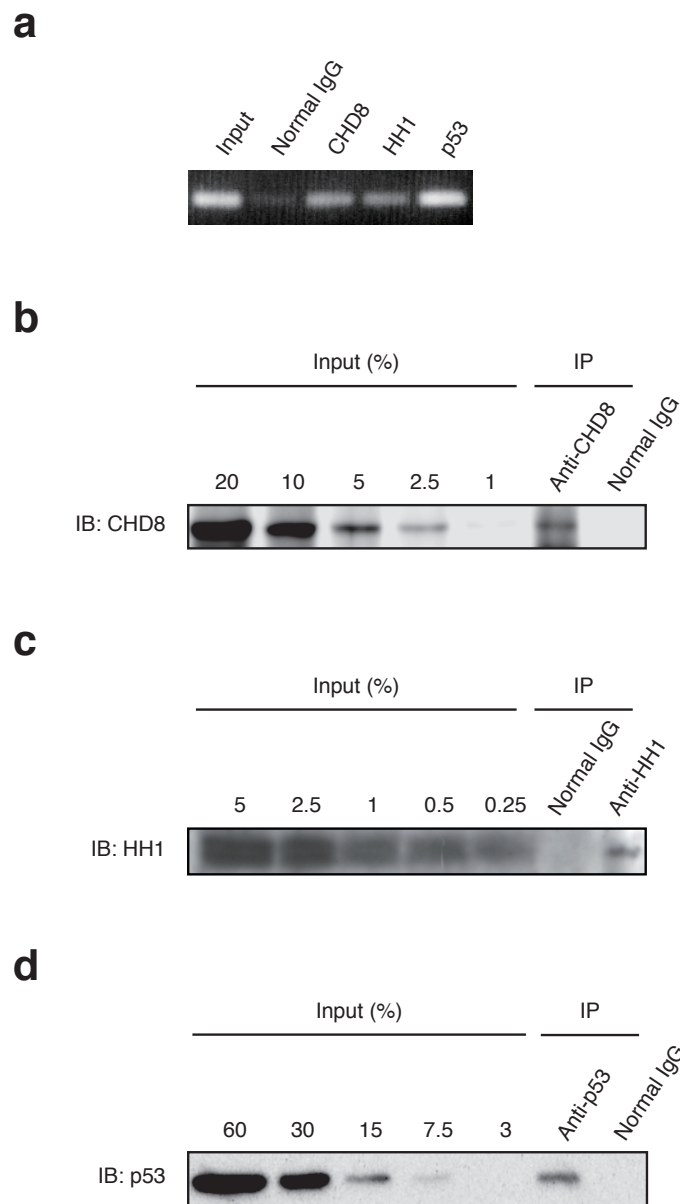 a
Input Normal IgG CHD8 HH1 p53
b
Input (%) IP
20 10 5 2.5 1 Anti-CHD8 Normal IgG
IB: CHD8
c
Input (%) IP
5 2.5 1 0.5 0.25 Normal IgG Anti-HH1
IB: HH1
d
Input (%) IP
60 30 15 7.5 3 Anti-p53 Normal IgG
IB: p53